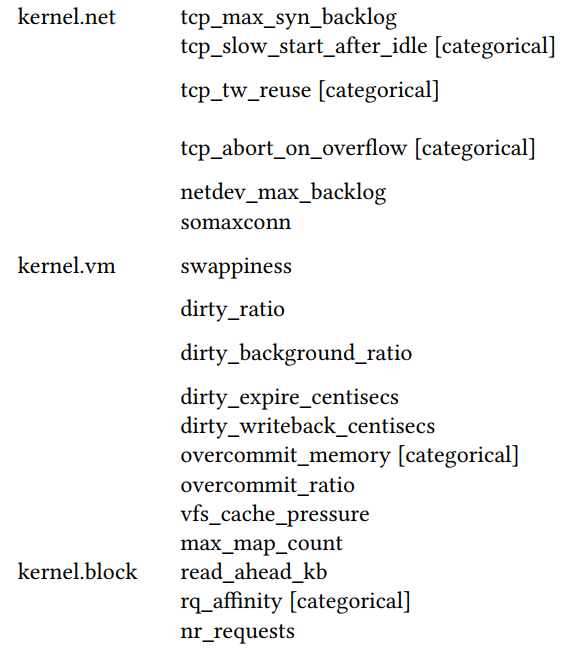 kernel.net tcp_max_syn_backlog
tcp_slow_start_after_idle [categorical]
tcp_tw_reuse [categorical]
tcp_abort_on_overflow [categorical]
netdev_max_backlog
somaxconn
kernel.vm swappiness
dirty_ratio
dirty_background_ratio
dirty_expire_centisecs
dirty_writeback_centisecs
overcommit_memory [categorical]
overcommit_ratio
vfs_cache_pressure
max_map_count
kernel.block read_ahead_kb
rq_affinity [categorical]
nr_requests